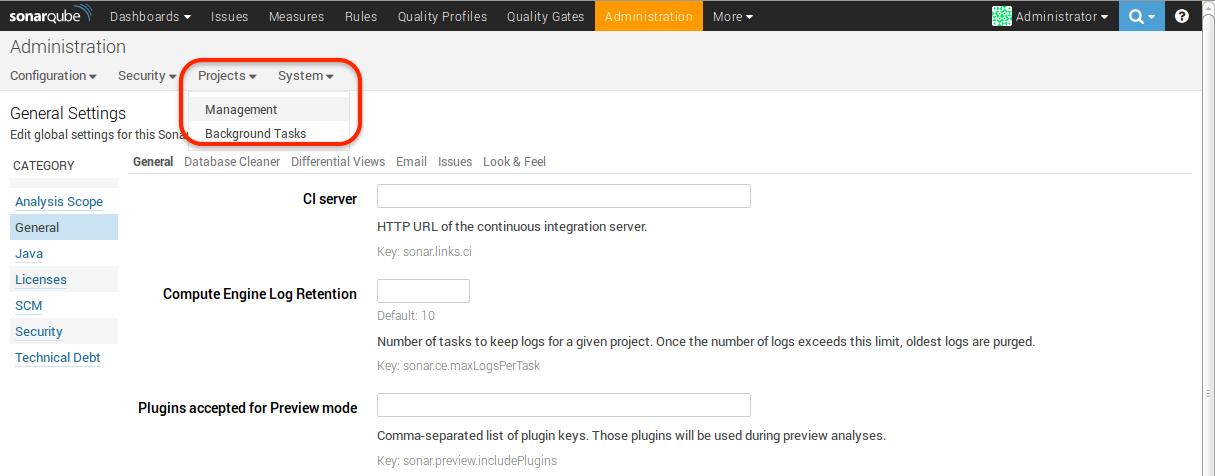 sonarqube Dashboards Issues Measures Rules Quality Profiles Quality Gates Administration More Administrator ?
Administration
Configuration Security Projects System
Management
Background Tasks
General Settings
Edit global settings for this Sona
CATEGORY
Analysis Scope
General
Java
Licenses
SCM
Security
Technical Debt
General Database Cleaner Differential Views Email Issues Look & Feel
CI server
HTTP URL of the continuous integration server.
Key: sonar.links.ci
Compute Engine Log Retention
Default: 10
Number of tasks to keep logs for a given project. Once the number of logs exceeds this limit, oldest logs are purged.
Key: sonar.ce.maxLogsPerTask
Plugins accepted for Preview mode
Comma-separated list of plugin keys. Those plugins will be used during preview analyses.
Key: sonar.preview.includePlugins